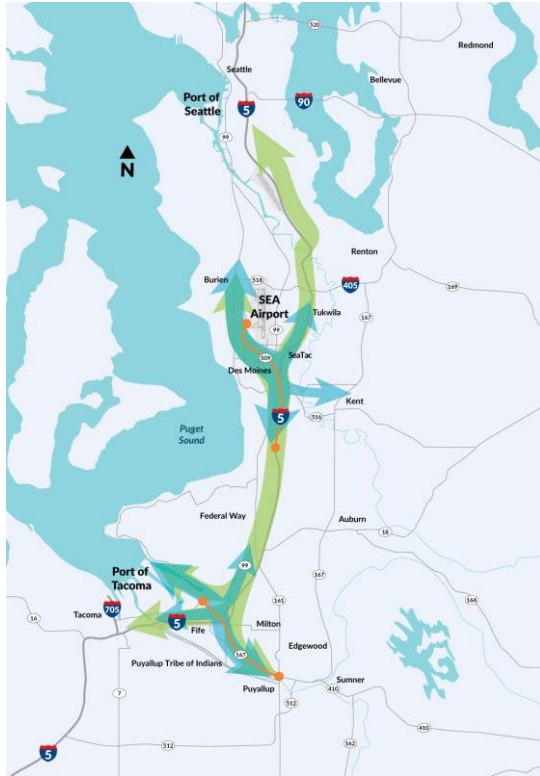 520
Redmond
Seattle
Bellevue
Port of
Seattle
5
90
99
N
Renton
Burien
518
405
169
SEA
Airport
99
Tukwila
167
509
SeaTac
Des Moines
Kent
5
516
Puget
Sound
Federal Way
Auburn
18
Port of
Tacoma
99
167
705
161
164
Tacoma
16
5
Fife
Milton
Edgewood
Puyallup Tribe of Indians
167
Sumner
7
Puyallup
410
512
410
512
162
5